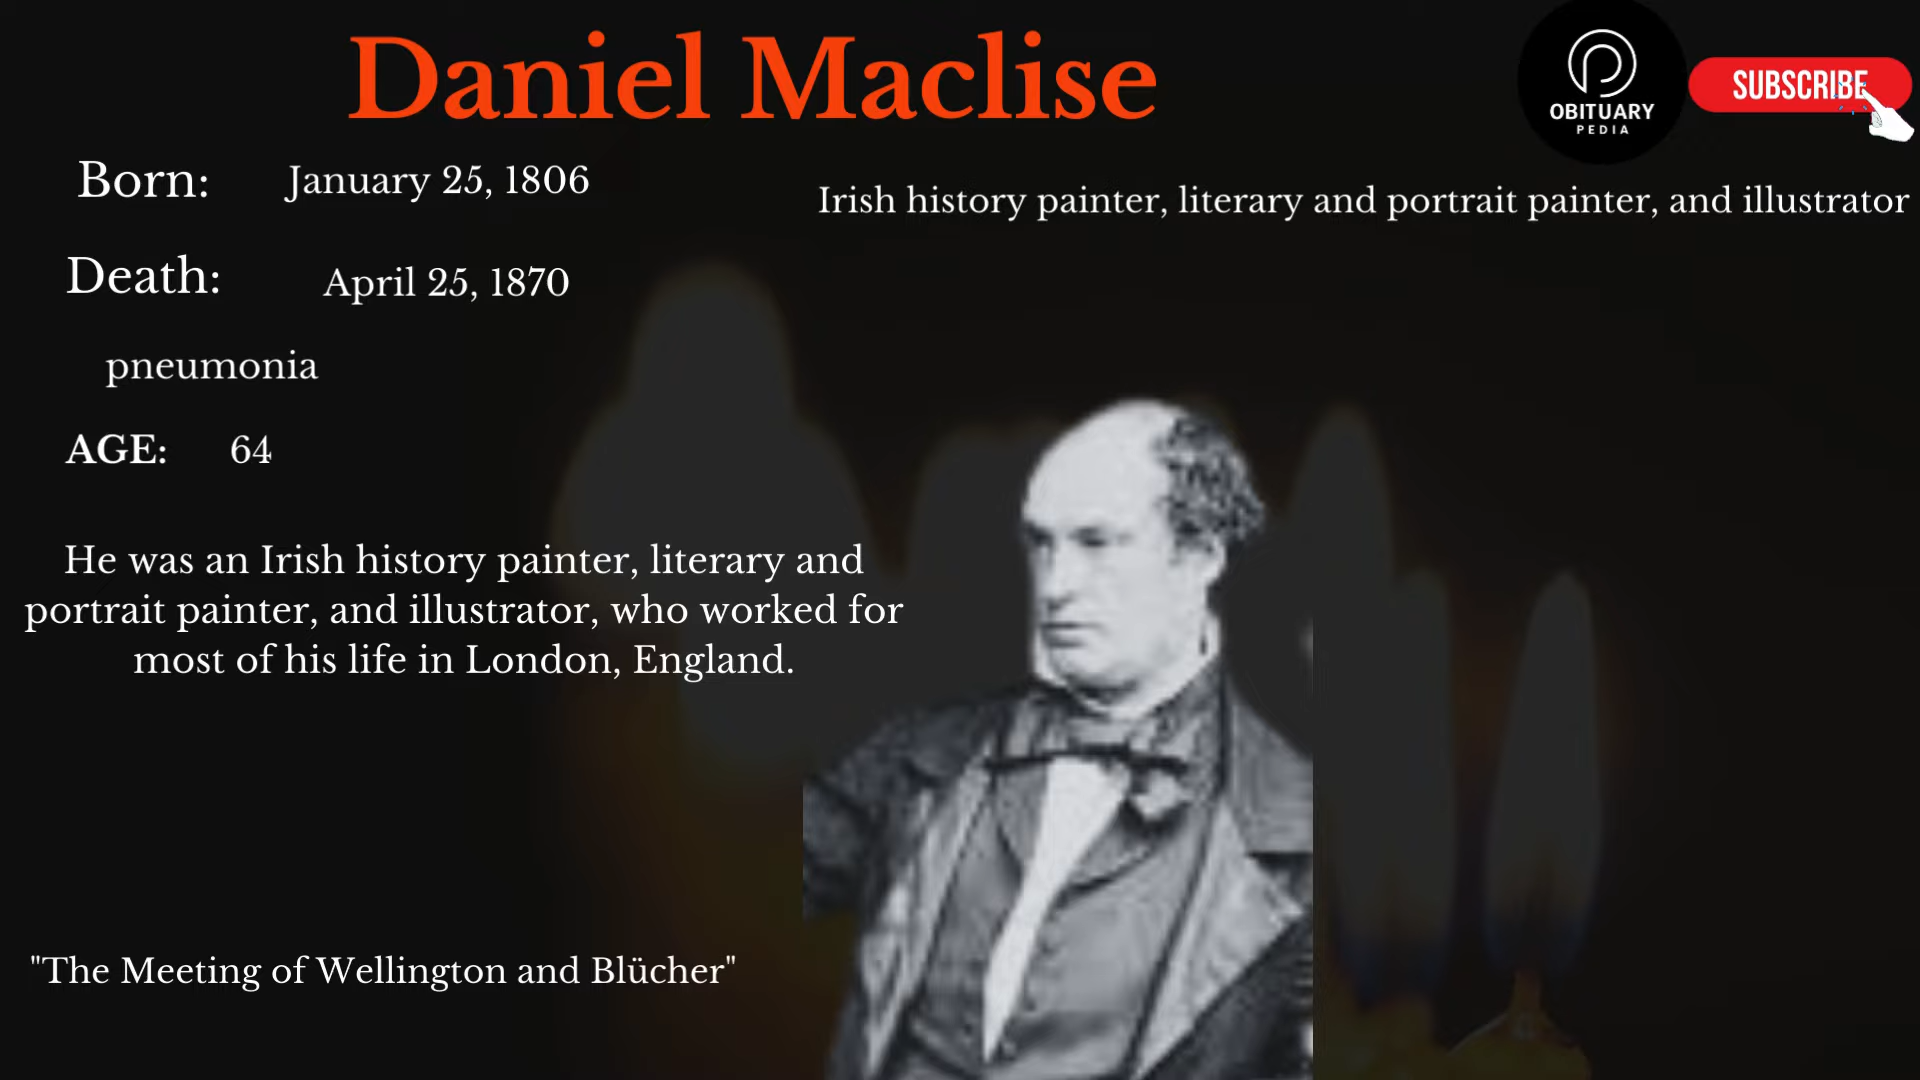 Daniel Maclise
OBITUARY
PEDIA
SUBSCRIBE
Born: January 25, 1806
Irish history painter, literary and portrait painter, and illustrator
Death: April 25, 1870
pneumonia
AGE: 64
He was an Irish history painter, literary and
portrait painter, and illustrator, who worked for
most of his life in London, England.
"The Meeting of Wellington and Blücher"